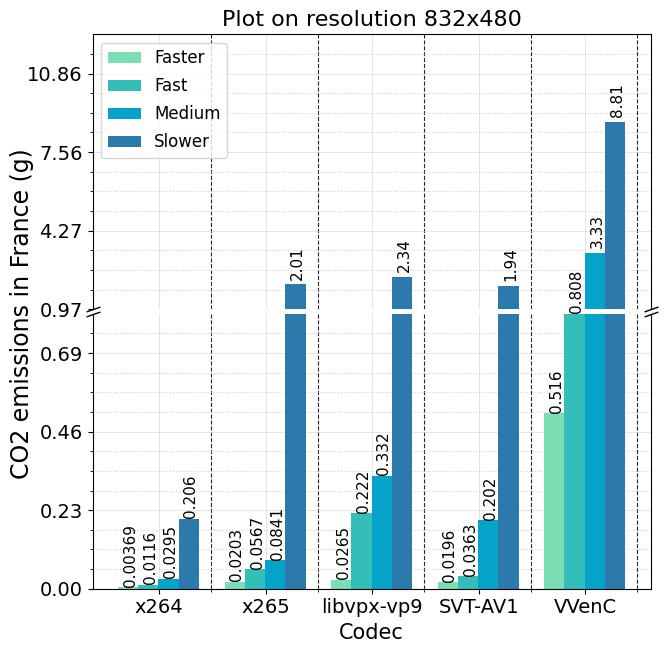 Plot on resolution 832x480
Faster
Fast
Medium
Slower
CO2 emissions in France (g)
10.86
7.56
4.27
0.97
0.69
0.46
0.23
0.00
0.00369
0.0116
0.0295
0.206
0.0203
0.0567
0.0841
2.01
0.0265
0.222
0.332
2.34
0.0196
0.0363
0.202
1.94
0.516
0.808
3.33
8.81
x264
x265
libvpx-vp9
SVT-AV1
VVenC
Codec